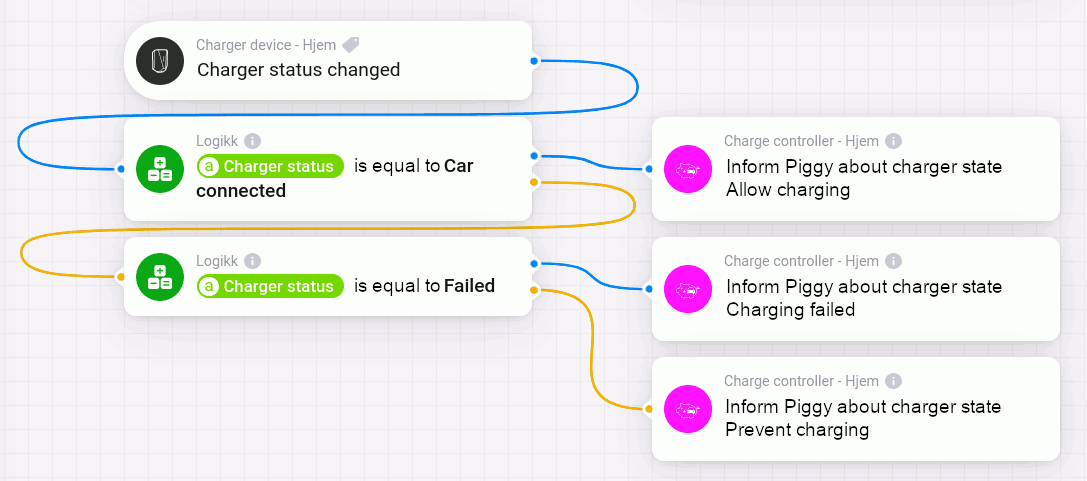 Charger device - Hjem
Charger status changed
Logikk
a Charger status is equal to Car
connected
Charge controller - Hjem
Inform Piggy about charger state
Allow charging
Logikk
a Charger status is equal to Failed
Charge controller - Hjem
Inform Piggy about charger state
Charging failed
Charge controller - Hjem
Inform Piggy about charger state
Prevent charging